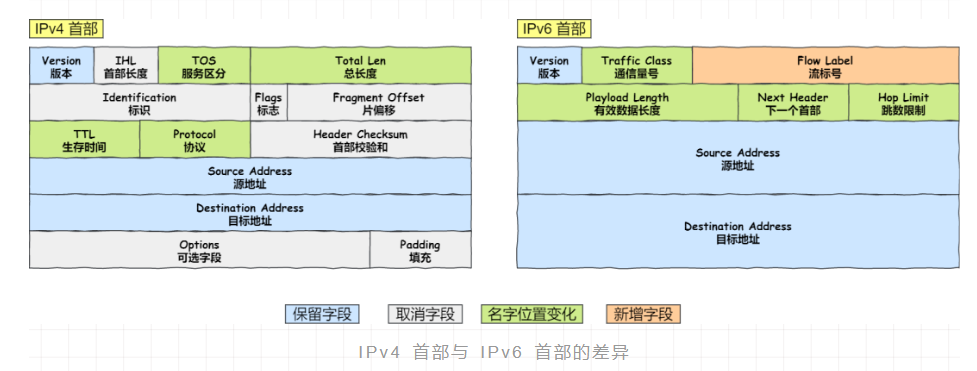 IPv4 首部
Version
版本
IHL
首部长度
TOS
服务区分
Total Len
总长度
Identification
标识
Flags
标志
Fragment Offset
片偏移
TTL
生存时间
Protocol
协议
Header Checksum
首部校验和
Source Address
源地址
Destination Address
目标地址
Options
可选字段
Padding
填充
IPv6 首部
Version
版本
Traffic Class
通信量号
Flow Label
流标号
Playload Length
有效数据长度
Next Header
下一个首部
Hop Limit
跳数限制
Source Address
源地址
Destination Address
目标地址
保留字段
取消字段
名字位置变化
新增字段
IPv4 首部与 IPv6 首部的差异